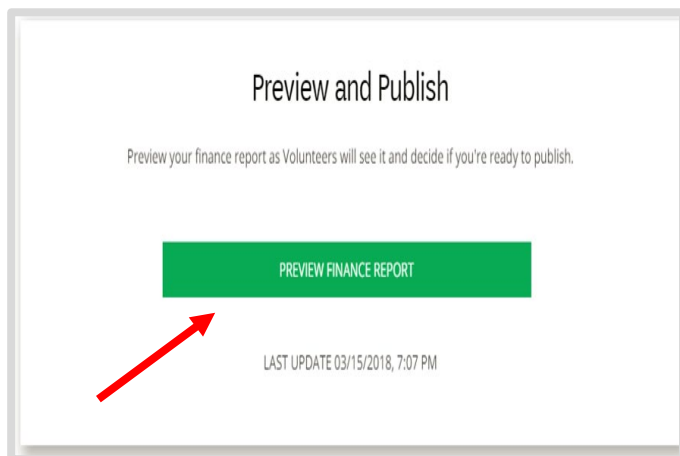 Preview and Publish
Preview your finance report as Volunteers will see it and decide if you're ready to publish.
PREVIEW FINANCE REPORT
LAST UPDATE 03/15/2018, 7:07 PM